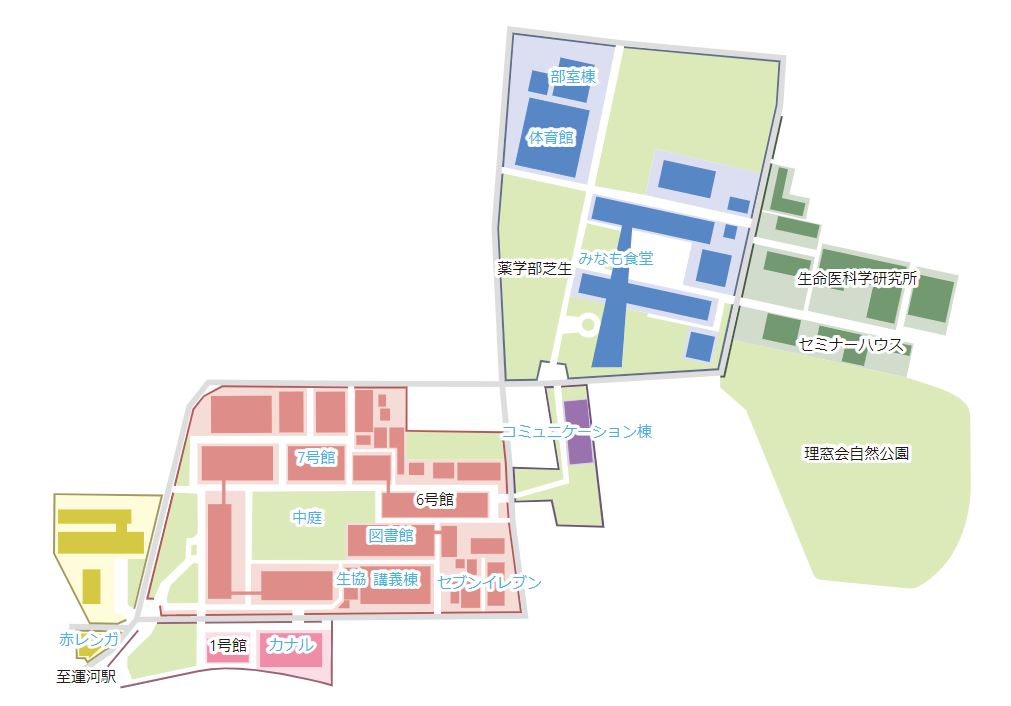 部室棟
体育館
みなも食堂
薬学部芝生
生命医科学研究所
セミナーハウス
コミュニケーション棟
理窓会自然公園
7号館
6号館
中庭
図書館
生協
講義棟
セブンイレブン
赤レンガ
1号館
カナル
至運河駅